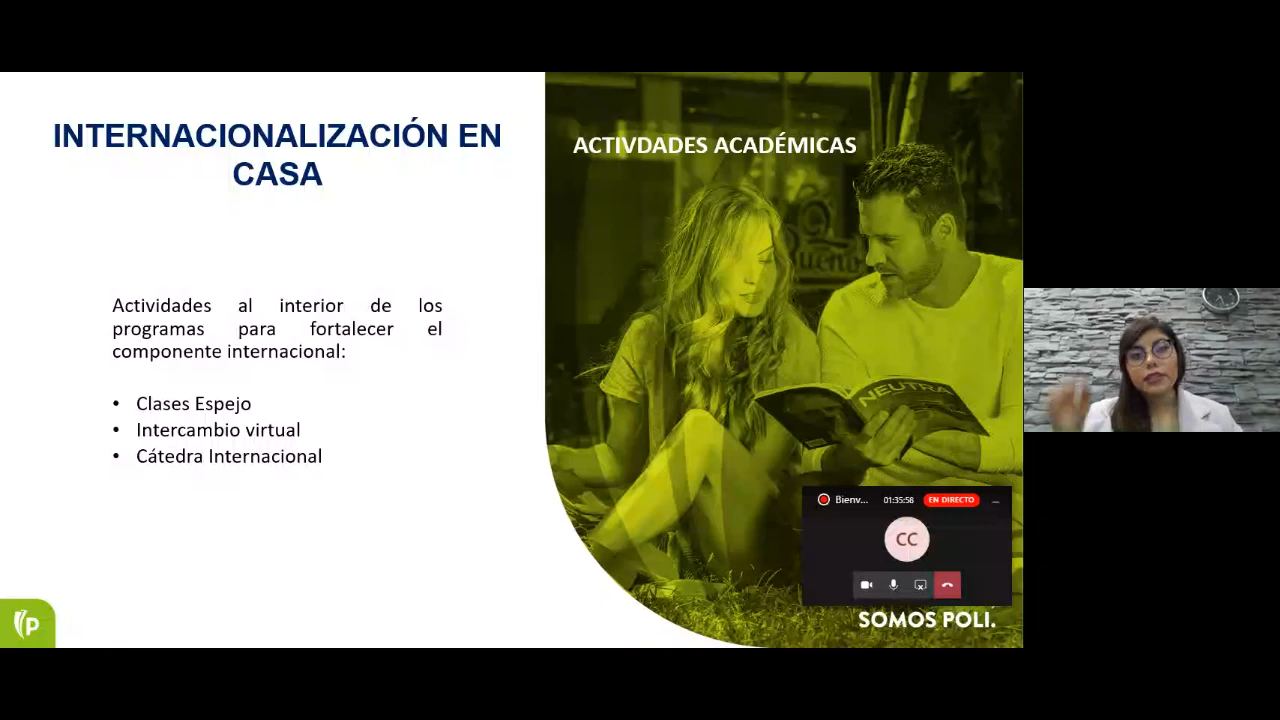 INTERNACIONALIZACIÓN EN
CASA
Actividades al interior de los
programas para fortalecer el
componente internacional:
• Clases Espejo
• Intercambio virtual
• Cátedra Internacional
ACTIVDADES ACADÉMICAS
NEUTRA
Bienv... 01:35:58 EN DIRECTO
CC
SOMOS POLI.
P